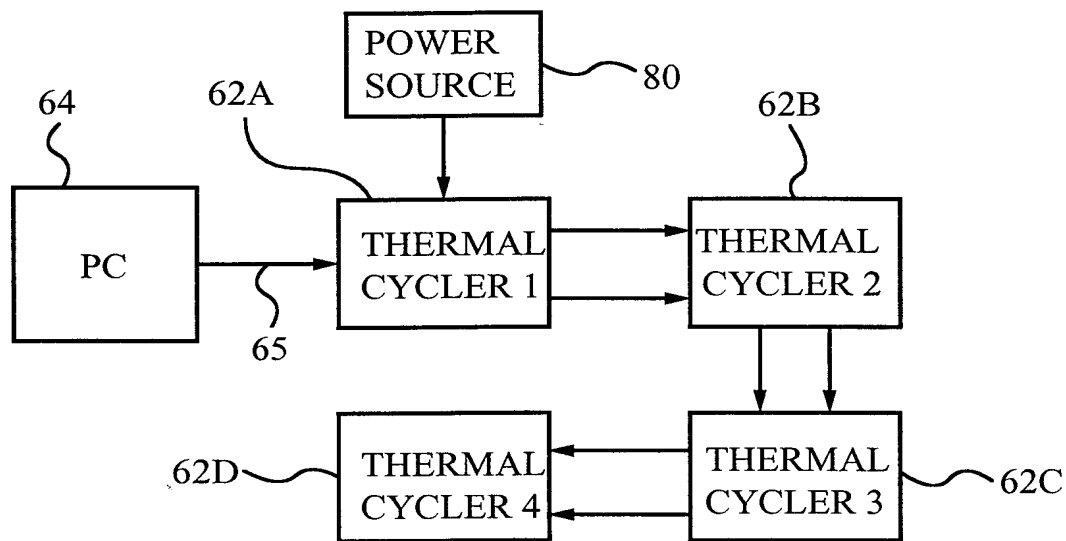 POWER
SOURCE
80
62A
64
62B
PC
65
THERMAL
CYCLER 1
THERMAL
CYCLER 2
62D
THERMAL
CYCLER 4
THERMAL
CYCLER 3
62C